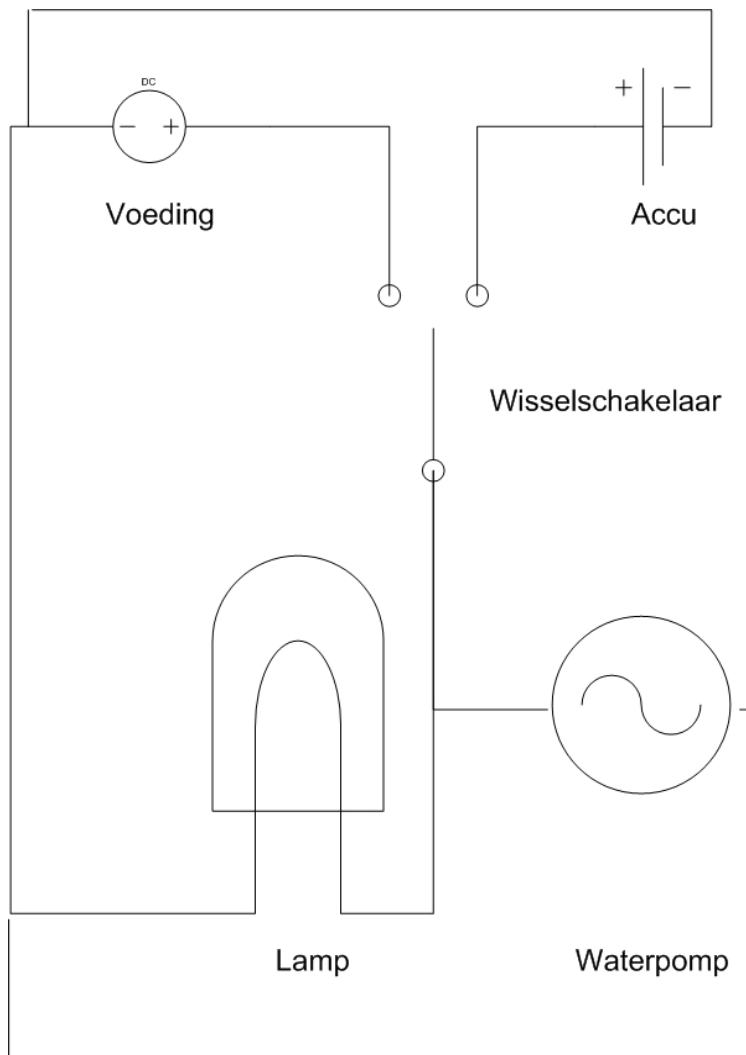 DC
− +
+ −
Voeding
Accu
Wisselschakelaar
Lamp
Waterpomp